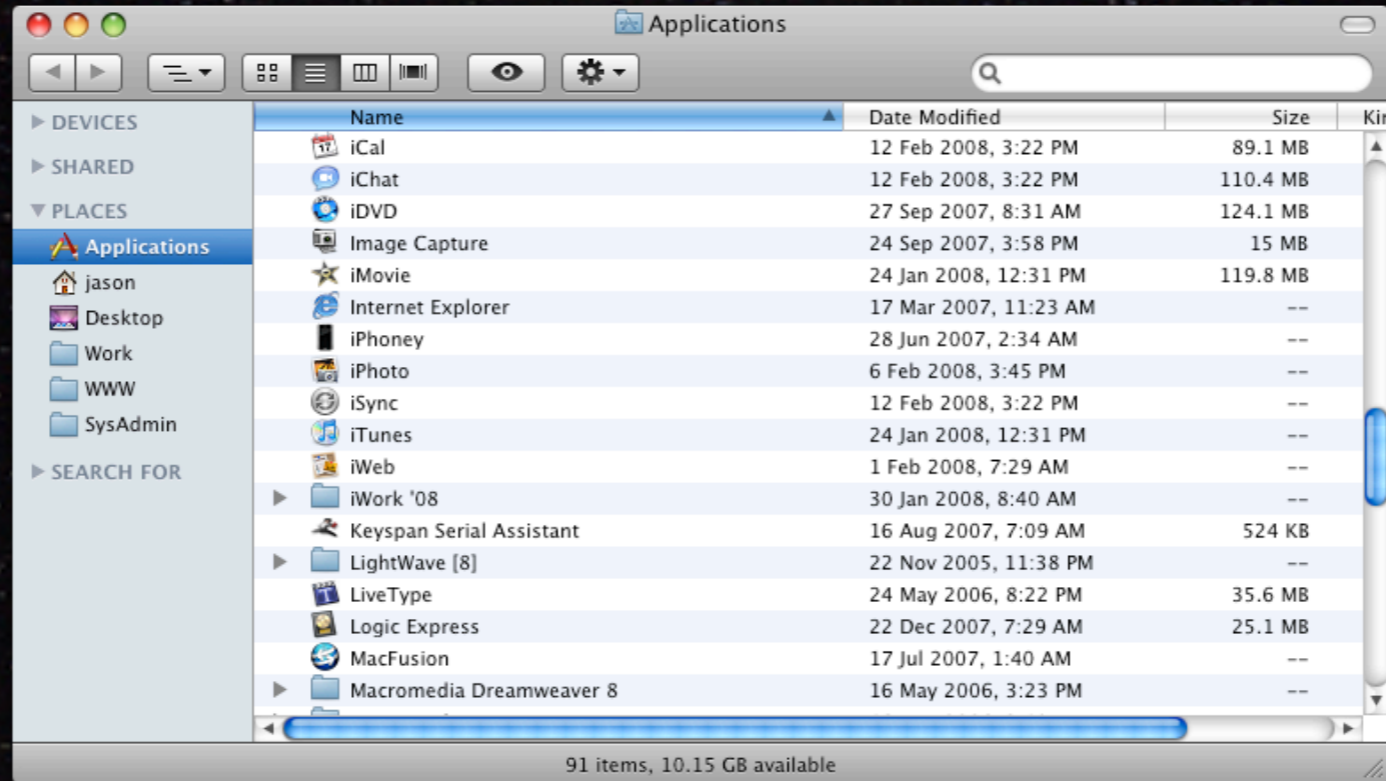 Applications
DEVICES
SHARED
PLACES
Applications
jason
Desktop
Work
WWW
SysAdmin
SEARCH FOR
Name Date Modified Size Kin
iCal 12 Feb 2008, 3:22 PM 89.1 MB
iChat 12 Feb 2008, 3:22 PM 110.4 MB
iDVD 27 Sep 2007, 8:31 AM 124.1 MB
Image Capture 24 Sep 2007, 3:58 PM 15 MB
iMovie 24 Jan 2008, 12:31 PM 119.8 MB
Internet Explorer 17 Mar 2007, 11:23 AM --
iPhoney 28 Jun 2007, 2:34 AM --
iPhoto 6 Feb 2008, 3:45 PM --
iSync 12 Feb 2008, 3:22 PM --
iTunes 24 Jan 2008, 12:31 PM --
iWeb 1 Feb 2008, 7:29 AM --
iWork '08 30 Jan 2008, 8:40 AM --
Keyspan Serial Assistant 16 Aug 2007, 7:09 AM 524 KB
LightWave [8] 22 Nov 2005, 11:38 PM --
LiveType 24 May 2006, 8:22 PM 35.6 MB
Logic Express 22 Dec 2007, 7:29 AM 25.1 MB
MacFusion 17 Jul 2007, 1:40 AM --
Macromedia Dreamweaver 8 16 May 2006, 3:23 PM --
91 items, 10.15 GB available